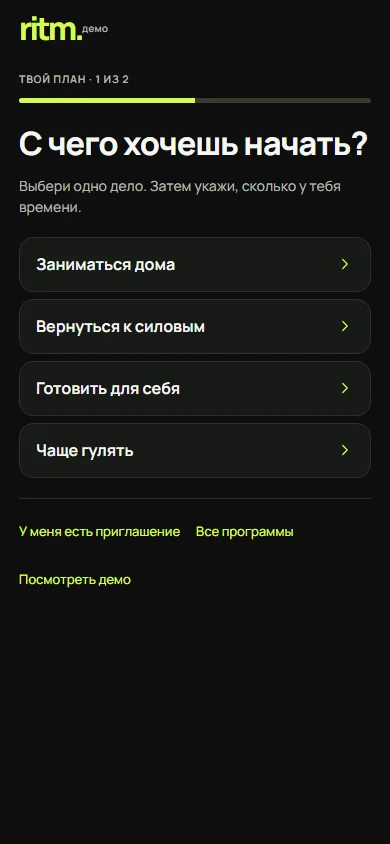 ritm. демо
ТВОЙ ПЛАН · 1 ИЗ 2
С чего хочешь начать?
Выбери одно дело. Затем укажи, сколько у тебя
времени.
Заниматься дома
Вернуться к силовым
Готовить для себя
Чаще гулять
У меня есть приглашение Все программы
Посмотреть демо